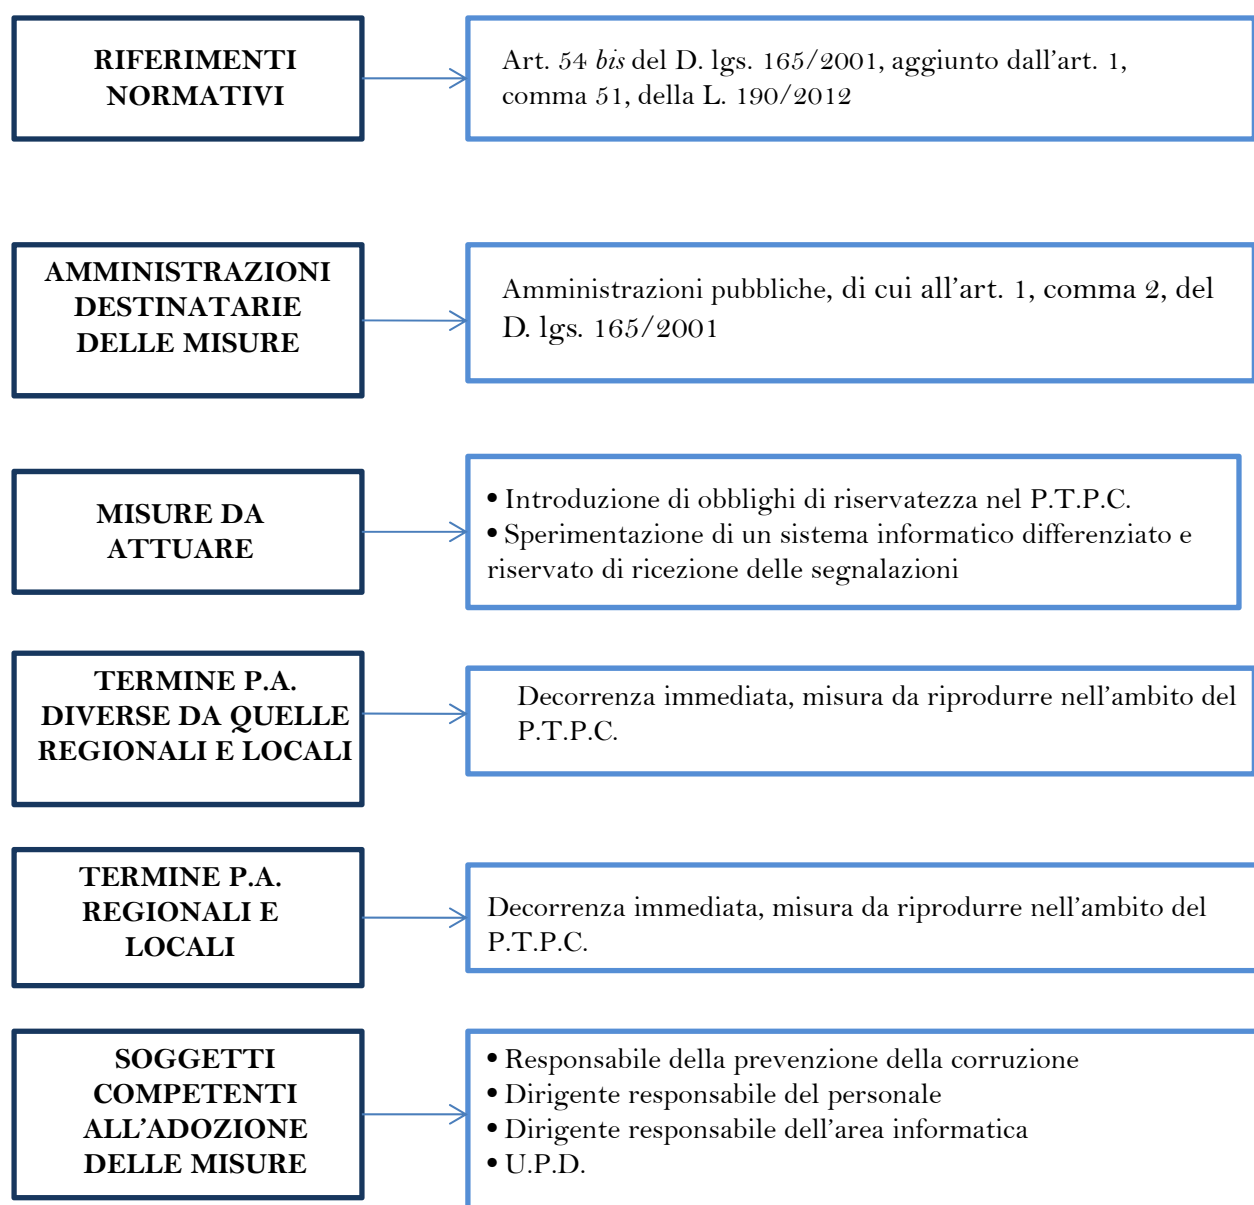 RIFERIMENTI
NORMATIVI
Art. 54 bis del D. lgs. 165/2001, aggiunto dall’art. 1,
comma 51, della L. 190/2012
AMMINISTRAZIONI
DESTINATARIE
DELLE MISURE
Amministrazioni pubbliche, di cui all’art. 1, comma 2, del
D. lgs. 165/2001
MISURE DA
ATTUARE
• Introduzione di obblighi di riservatezza nel P.T.P.C.
• Sperimentazione di un sistema informatico differenziato e
riservato di ricezione delle segnalazioni
TERMINE P.A.
DIVERSE DA QUELLE
REGIONALI E LOCALI
Decorrenza immediata, misura da riprodurre nell’ambito del
P.T.P.C.
TERMINE P.A.
REGIONALI E
LOCALI
Decorrenza immediata, misura da riprodurre nell’ambito del
P.T.P.C.
SOGGETTI
COMPETENTI
ALL’ADOZIONE
DELLE MISURE
• Responsabile della prevenzione della corruzione
• Dirigente responsabile del personale
• Dirigente responsabile dell’area informatica
• U.P.D.